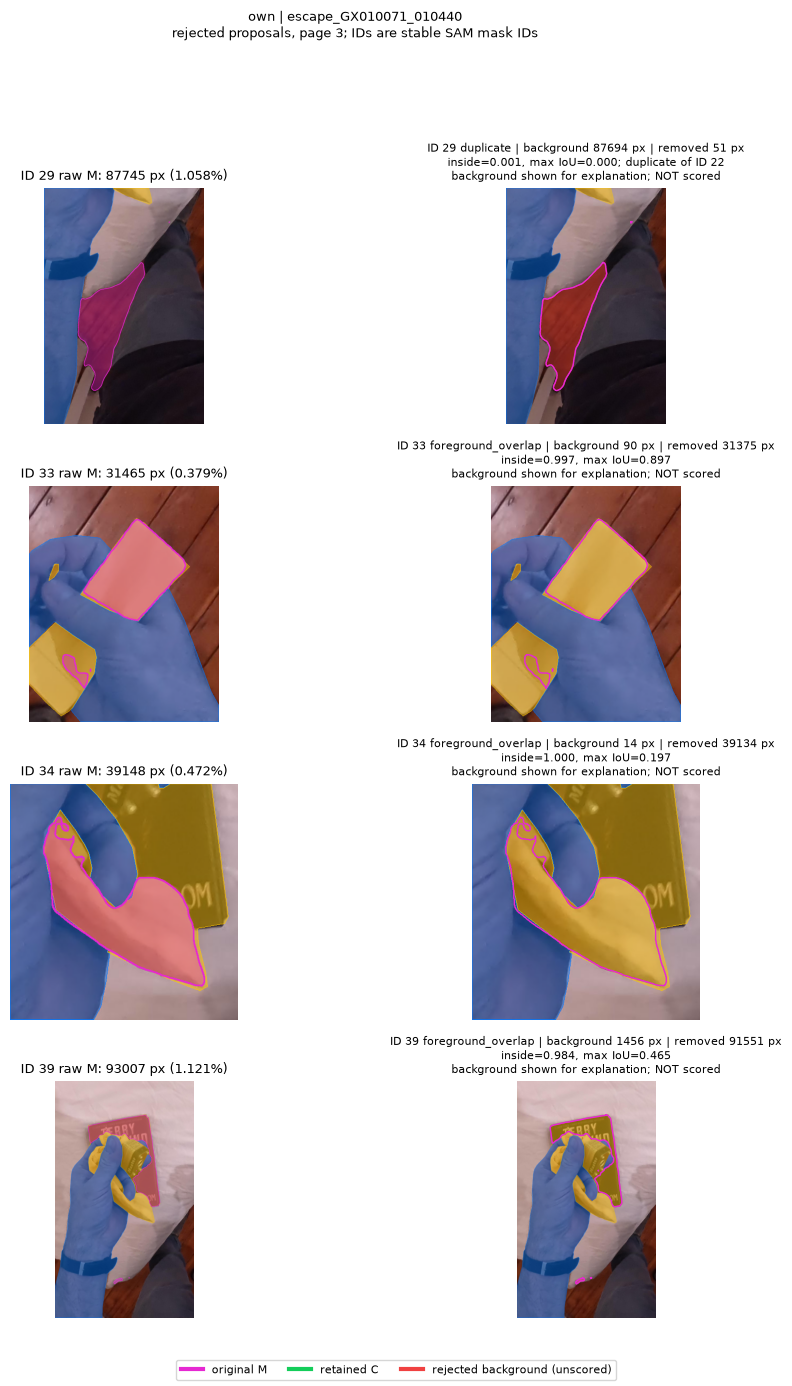 own | escape_GX010071_010440
rejected proposals, page 3; IDs are stable SAM mask IDs
ID 29 raw M: 87745 px (1.058%)
ID 29 duplicate | background 87694 px | removed 51 px
inside=0.001, max IoU=0.000; duplicate of ID 22
background shown for explanation; NOT scored
ID 33 raw M: 31465 px (0.379%)
ID 33 foreground_overlap | background 90 px | removed 31375 px
inside=0.997, max IoU=0.897
background shown for explanation; NOT scored
ID 34 raw M: 39148 px (0.472%)
ID 34 foreground_overlap | background 14 px | removed 39134 px
inside=1.000, max IoU=0.197
background shown for explanation; NOT scored
OM
OM
ID 39 raw M: 93007 px (1.121%)
ID 39 foreground_overlap | background 1456 px | removed 91551 px
inside=0.984, max IoU=0.465
background shown for explanation; NOT scored
original M
retained C
rejected background (unscored)